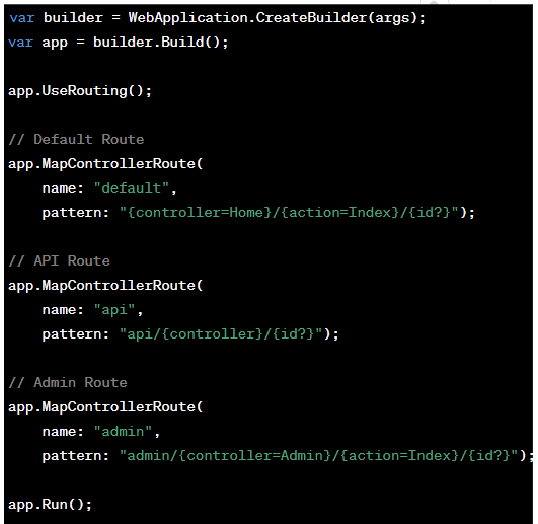 var builder = WebApplication.CreateBuilder(args);
var app = builder.Build();
app.UseRouting();
// Default Route
app.MapControllerRoute(
name: "default",
pattern: "{controller=Home}/{action=Index}/{id?}");
// API Route
app.MapControllerRoute(
name: "api",
pattern: "api/{controller}/{id?}");
// Admin Route
app.MapControllerRoute(
name: "admin",
pattern: "admin/{controller=Admin}/{action=Index}/{id?}");
app.Run();